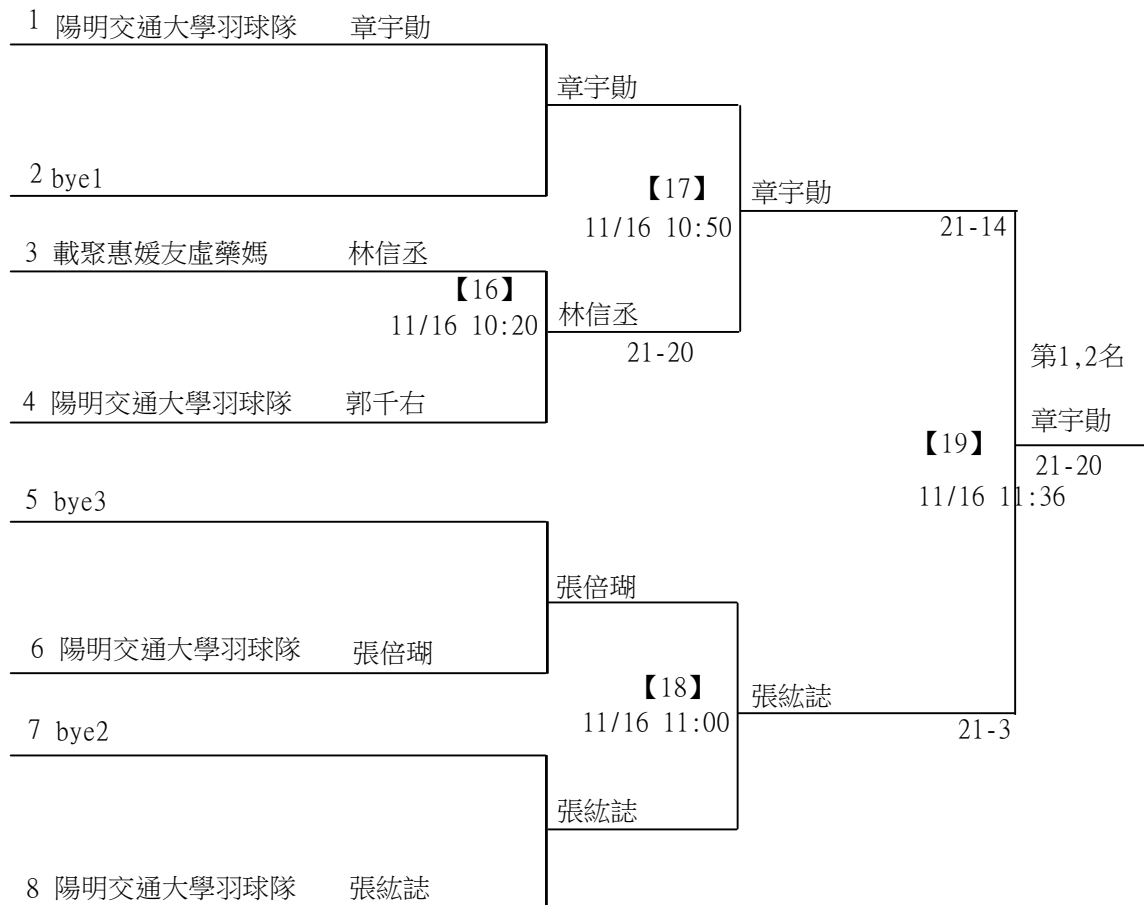 1 陽明交通大學羽球隊 章宇勛
章宇勛
2 bye1
【17】
章宇勛
11/16 10:50
21-14
3 載聚惠媛友虛藥媽 林信丞
【16】
11/16 10:20
林信丞
21-20
第1,2名
4 陽明交通大學羽球隊 郭千右
章宇勛
【19】
21-20
11/16 11:36
5 bye3
張倍瑚
6 陽明交通大學羽球隊 張倍瑚
【18】
張紘誌
11/16 11:00
21-3
7 bye2
張紘誌
8 陽明交通大學羽球隊 張紘誌